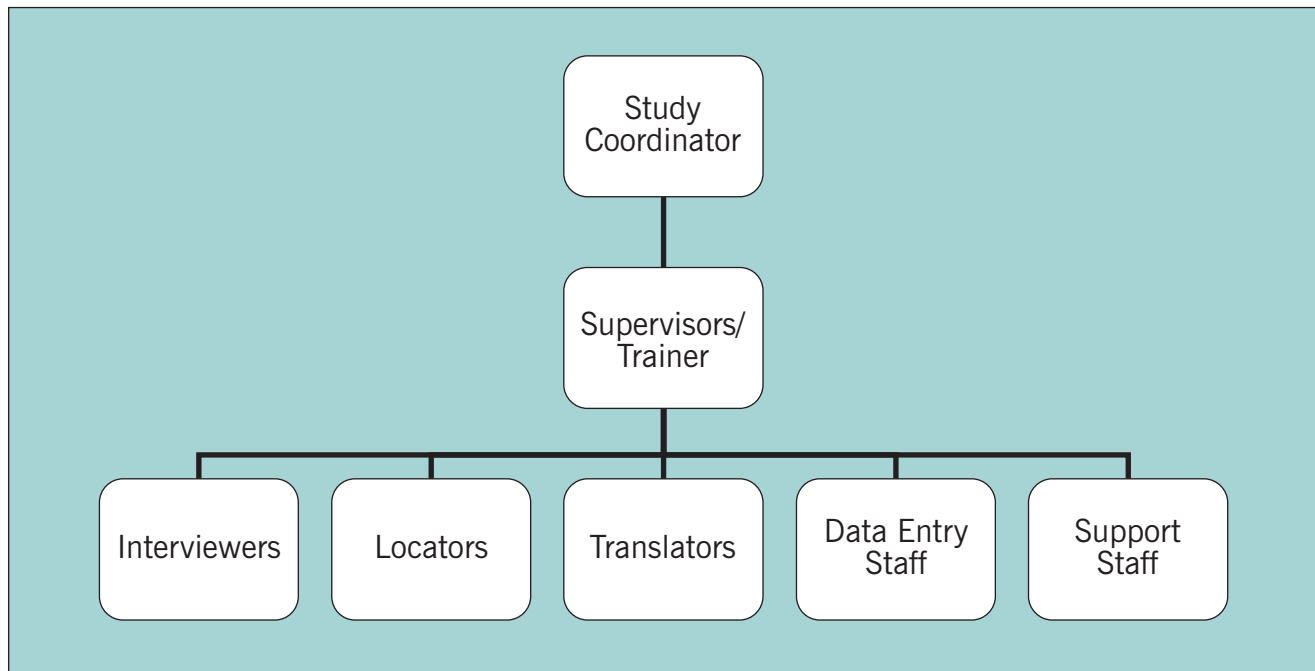 Study
Coordinator
Supervisors/
Trainer
Interviewers
Locators
Translators
Data Entry
Staff
Support
Staff